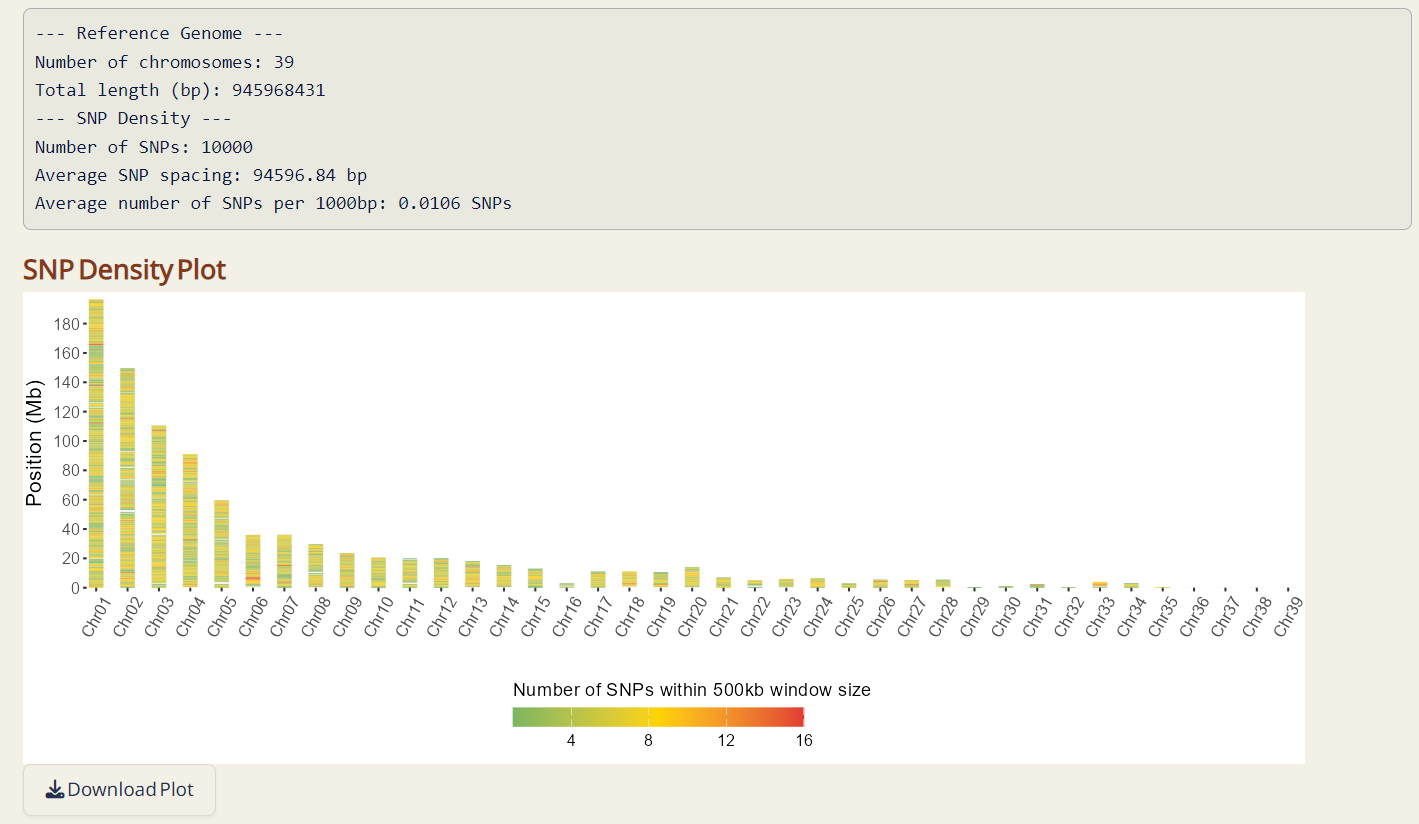 --- Reference Genome ---
Number of chromosomes: 39
Total length (bp): 945968431
--- SNP Density ---
Number of SNPs: 10000
Average SNP spacing: 94596.84 bp
Average number of SNPs per 1000bp: 0.0106 SNPs
SNP Density Plot
Position (Mb)
180
160
140
120
100
80
60
40
20
0
Chr01 Chr02 Chr03 Chr04 Chr05 Chr06 Chr07 Chr08 Chr09 Chr10 Chr11 Chr12 Chr13 Chr14 Chr15 Chr16 Chr17 Chr18 Chr19 Chr20 Chr21 Chr22 Chr23 Chr24 Chr25 Chr26 Chr27 Chr28 Chr29 Chr30 Chr31 Chr32 Chr33 Chr34 Chr35 Chr36 Chr37 Chr38 Chr39
Number of SNPs within 500kb window size
4 8 12 16
Download Plot